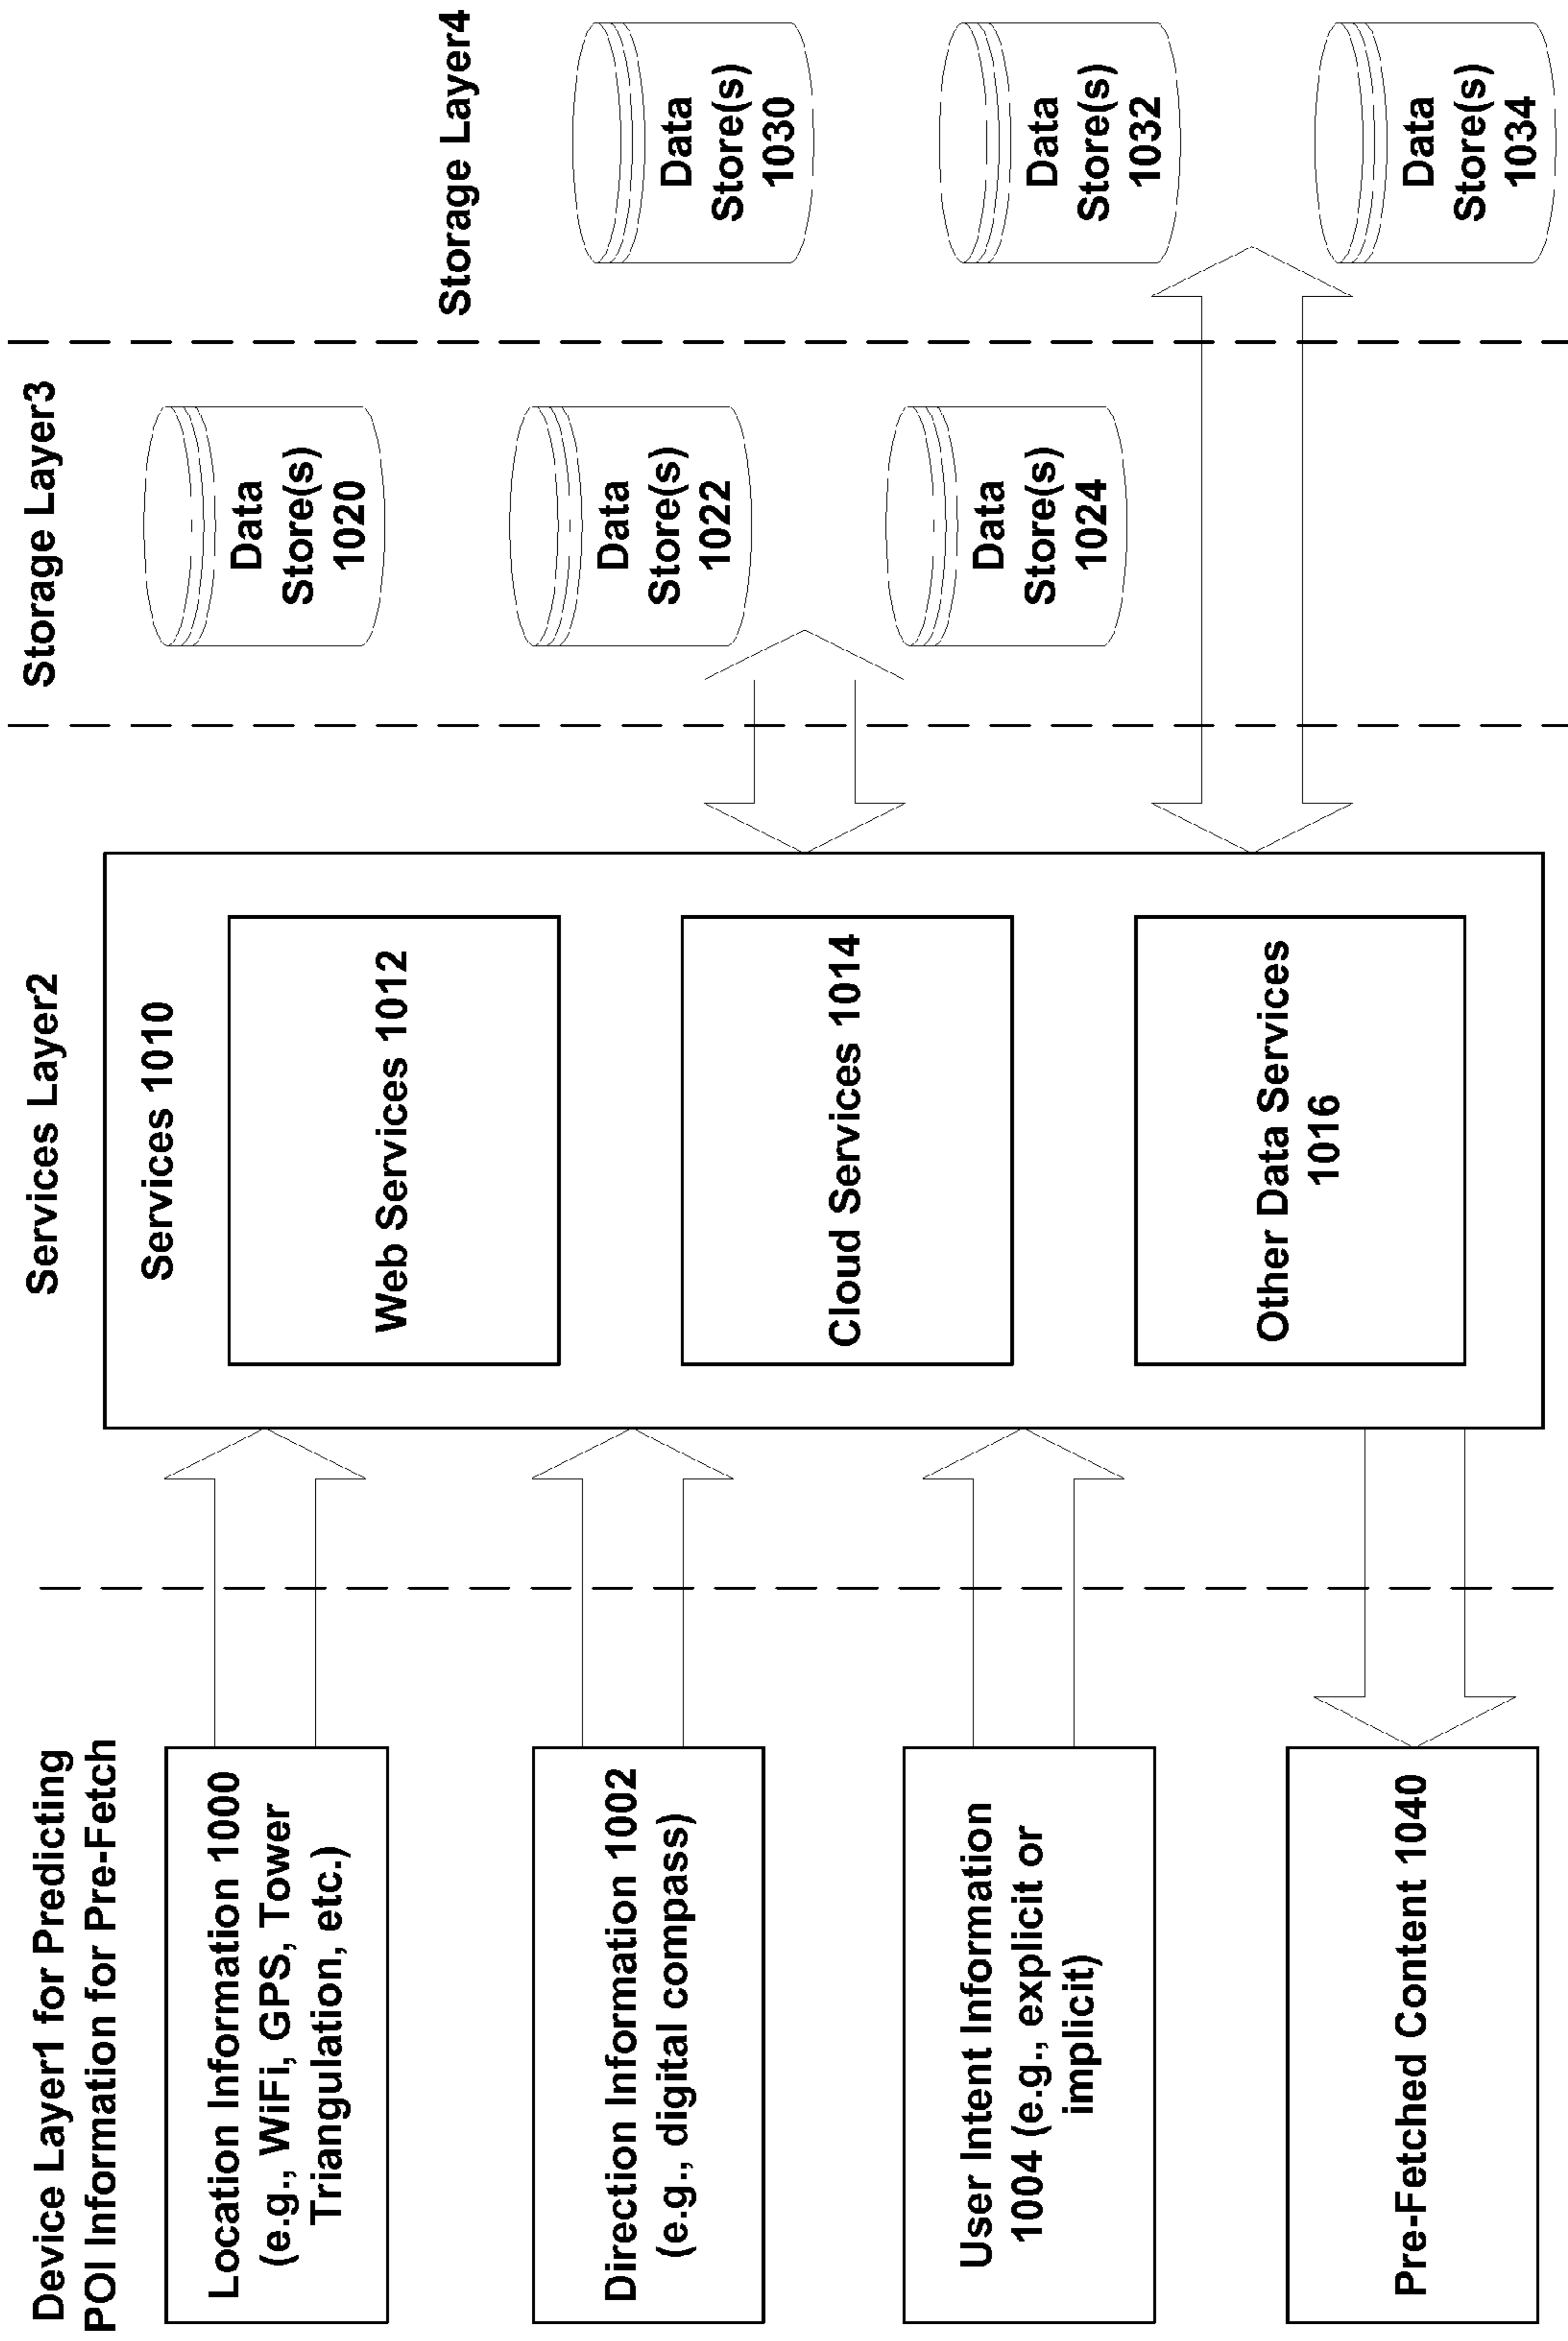 Device Layer1 for Predicting
POI Information for Pre-Fetch
Location Information 1000
(e.g., WiFi, GPS, Tower
Triangulation, etc.)
Direction Information 1002
(e.g., digital compass)
User Intent Information
1004 (e.g., explicit or
implicit)
Pre-Fetched Content 1040
Services Layer2
Services 1010
Web Services 1012
Cloud Services 1014
Other Data Services
1016
Storage Layer3
Data
Store(s)
1020
Data
Store(s)
1022
Data
Store(s)
1024
Storage Layer4
Data
Store(s)
1030
Data
Store(s)
1032
Data
Store(s)
1034